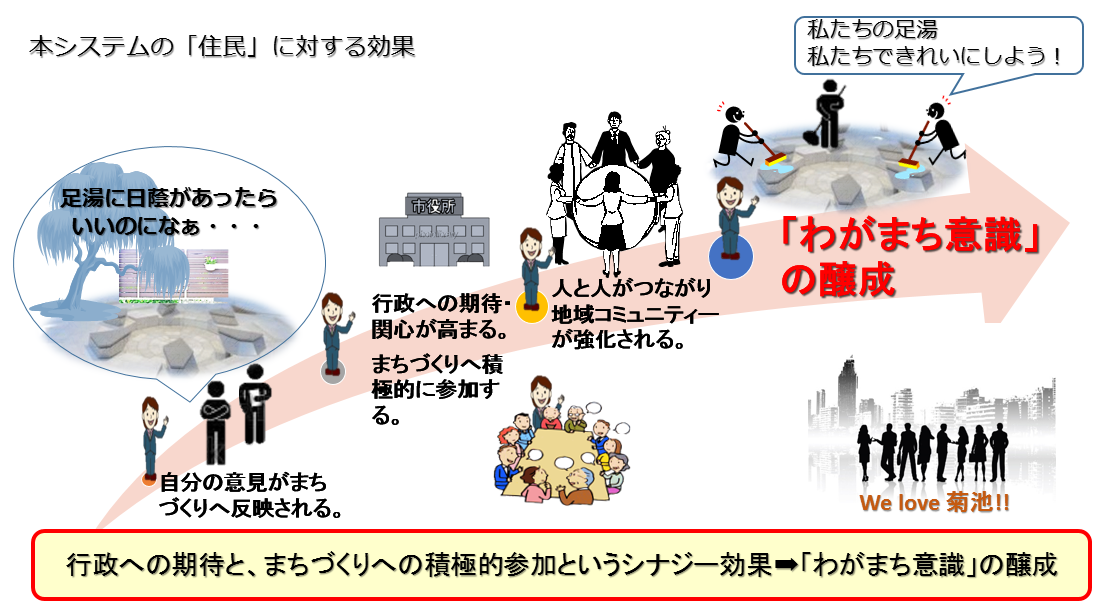 本システムの「住民」に対する効果
私たちの足湯
私たちできれいにしよう！
足湯に日蔭があったら
いいのになぁ・・・
市役所
自分の意見がまち
づくりへ反映される。
行政への期待・
関心が高まる。
まちづくりへ積
極的に参加す
る。
人と人がつながり
地域コミュニティー
が強化される。
「わがまち意識」
の醸成
We love 菊池!!
行政への期待と、まちづくりへの積極的参加というシナジー効果➡「わがまち意識」の醸成